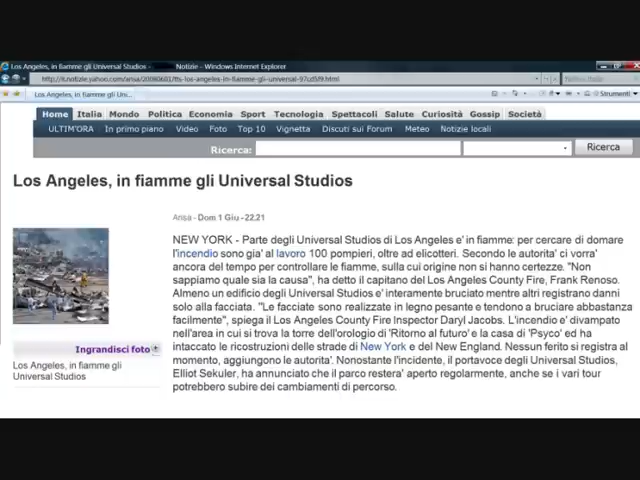 Los Angeles, in fiamme gli Universal Studios - Notizie - Windows Internet Explorer
Los Angeles, in fiamme gli Uni...
Strumenti
Home Italia Mondo Politica Economia Sport Tecnologia Spettacoli Salute Curiosità Gossip Società
ULTIM'ORA In primo piano Video Foto Top 10 Vignetta Discuti sui Forum Meteo Notizie locali
Ricerca: Ricerca
Los Angeles, in fiamme gli Universal Studios
Ansa - Dom 1 Giu - 22.21
NEW YORK - Parte degli Universal Studios di Los Angeles e' in fiamme: per cercare di domare
l'incendio sono gia' al lavoro 100 pompieri, oltre ad elicotteri. Secondo le autorita' ci vorra'
ancora del tempo per controllare le fiamme, sulla cui origine non si hanno certezze. "Non
sappiamo quale sia la causa", ha detto il capitano del Los Angeles County Fire, Frank Renoso.
Almeno un edificio degli Universal Studios e' interamente bruciato mentre altri registrano danni
solo alla facciata. "Le facciate sono realizzate in legno pesante e tendono a bruciare abbastanza
facilmente", spiega il Los Angeles County Fire Inspector Daryl Jacobs. L'incendio e' divampato
nell'area in cui si trova la torre dell'orologio di 'Ritorno al futuro' e la casa di 'Psyco' ed ha
intaccato le ricostruzioni delle strade di New York e del New England. Nessun ferito si registra al
momento, aggiungono le autorita'. Nonostante l'incidente, il portavoce degli Universal Studios,
Elliot Sekuler, ha annunciato che il parco restera' aperto regolarmente, anche se i vari tour
potrebbero subire dei cambiamenti di percorso.
Ingrandisci foto
Los Angeles, in fiamme gli
Universal Studios